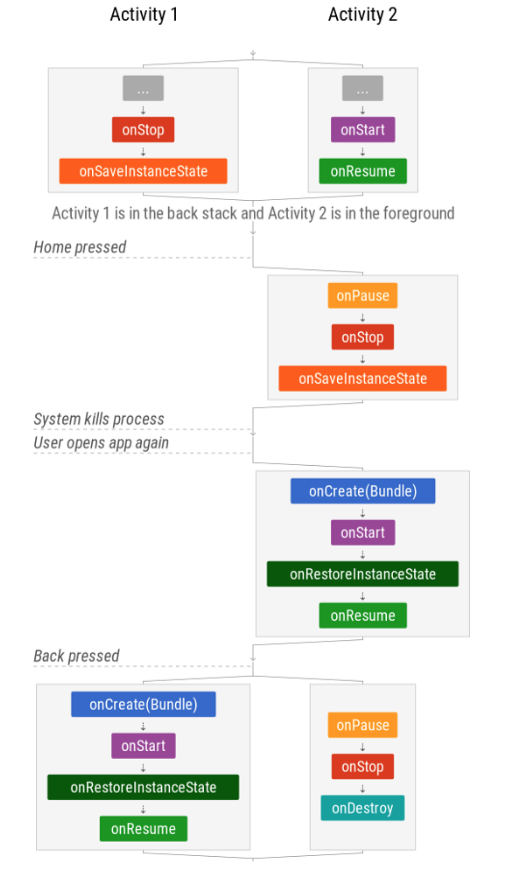 Activity 1
Activity 2
...
onStop
onSaveInstanceState
...
onStart
onResume
Activity 1 is in the back stack and Activity 2 is in the foreground
Home pressed
onPause
onStop
onSaveInstanceState
System kills process
User opens app again
onCreate(Bundle)
onStart
onRestoreInstanceState
onResume
Back pressed
onCreate(Bundle)
onStart
onRestoreInstanceState
onResume
onPause
onStop
onDestroy